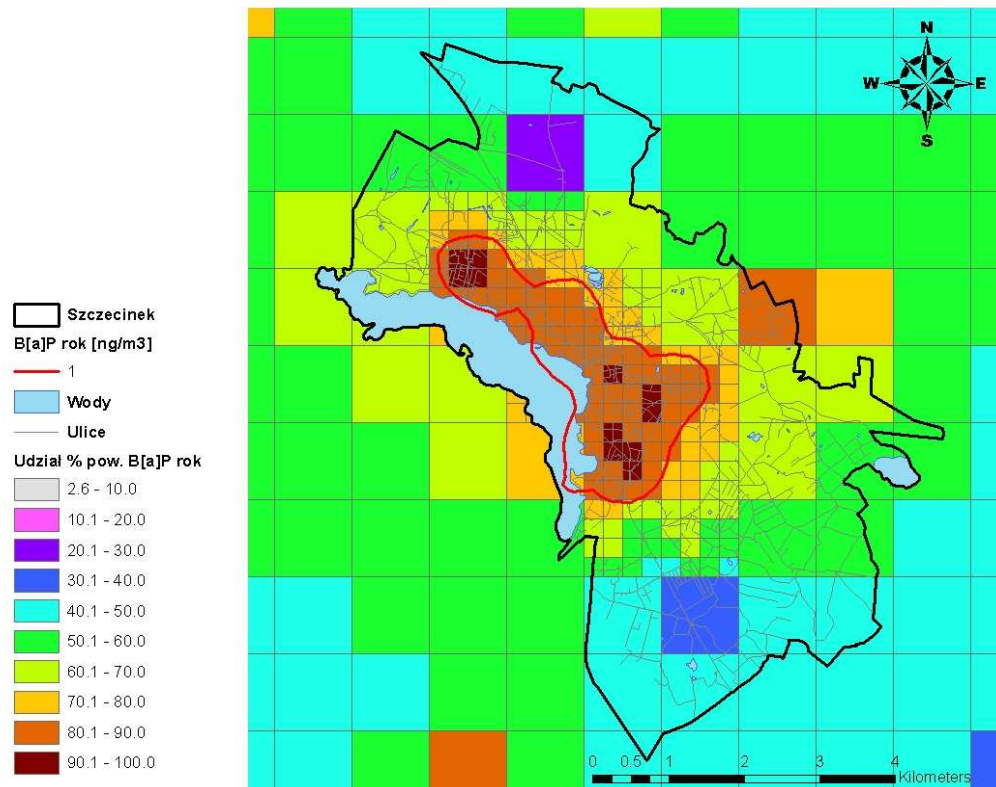 N
W E
S
Szczecinek
B[a]P rok [ng/m3]
1
Wody
Ulice
Udział % pow. B[a]P rok
2.6 - 10.0
10.1 - 20.0
20.1 - 30.0
30.1 - 40.0
40.1 - 50.0
50.1 - 60.0
60.1 - 70.0
70.1 - 80.0
80.1 - 90.0
90.1 - 100.0
0 0.5 1 2 3 4
Kilometers